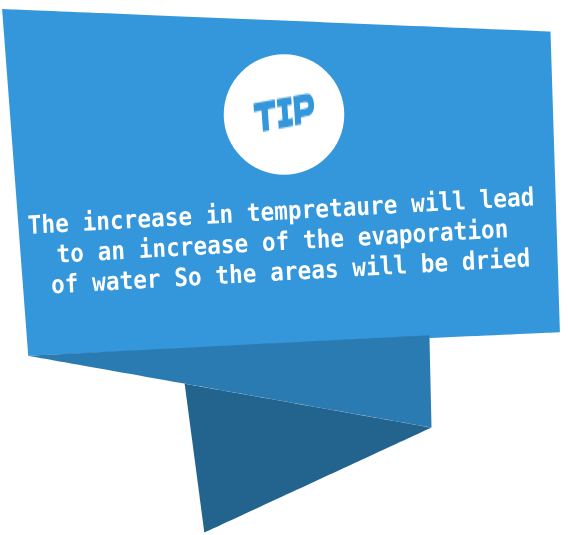 TIP
The increase in tempretaure will lead
to an increase of the evaporation
of water So the areas will be dried